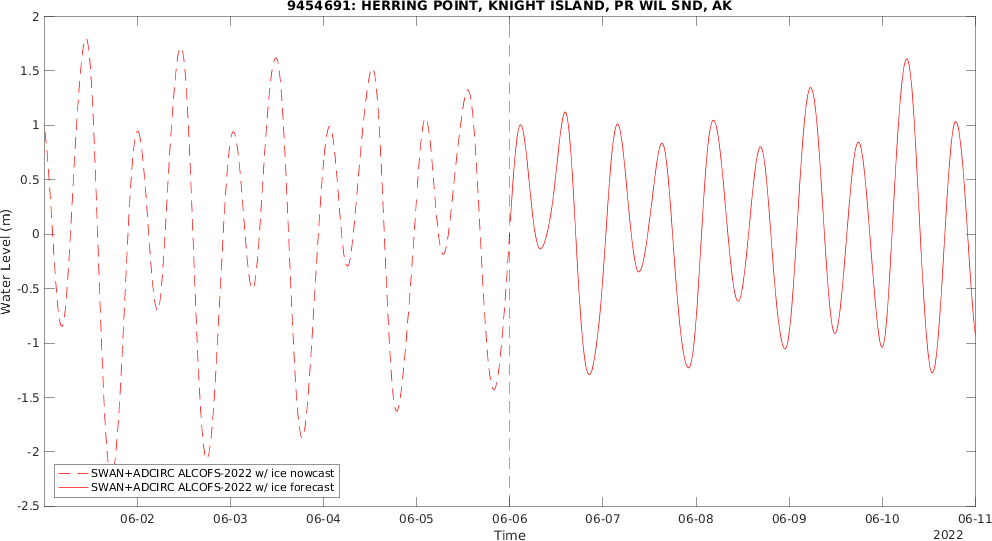 9454691: HERRING POINT, KNIGHT ISLAND, PR WIL SND, AK
2
1.5
1
0.5
0
-0.5
-1
-1.5
-2
-2.5
Water Level (m)
SWAN+ADCIRC ALCOFS-2022 w/ ice nowcast
SWAN+ADCIRC ALCOFS-2022 w/ ice forecast
06-02 06-03 06-04 06-05 06-06 06-07 06-08 06-09 06-10 06-11
Time
2022